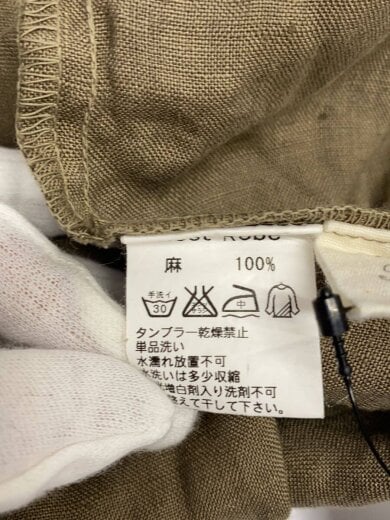 麻 100%
手洗イ
30
中
タンブラー乾燥禁止
単品洗い
水濡れ放置不可
洗いは多少収縮
増白剤入り洗剤不可
えて干して下さい。